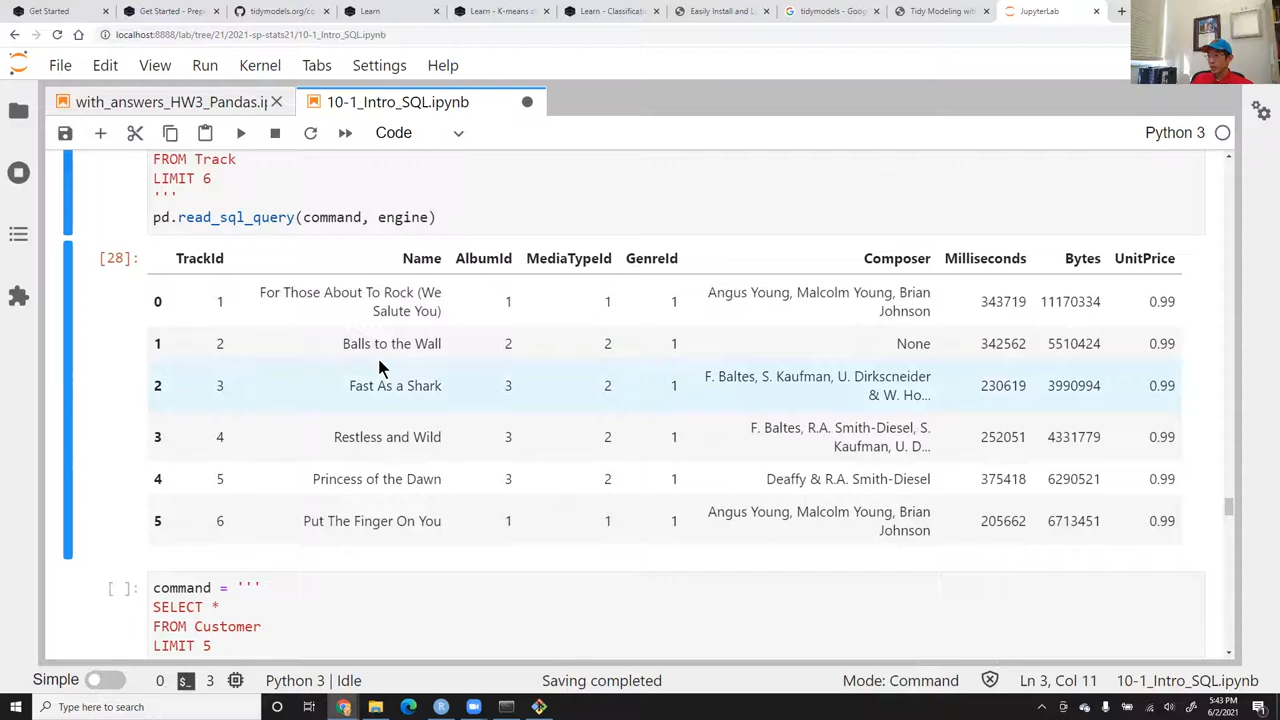 Get Started
Get Started - Prep
tidymodels.org/co
Learn
Learn - K-means cl
Learn - Classificati
Easily Install and L
tidymodels - Goog
Tidy Modeling with
JupyterLab
localhost:8888/lab/tree/21/2021-sp-stats21/10-1_Intro_SQL.ipynb
File Edit View Run Kernel Tabs Settings Help
with_answers_HW3_Pandas.ip
10-1_Intro_SQL.ipynb
Code
Python 3
FROM Track
LIMIT 6
'''
pd.read_sql_query(command, engine)
[28]:
TrackId Name AlbumId MediaTypeId GenreId Composer Milliseconds Bytes UnitPrice
0 1 For Those About To Rock (We Salute You) 1 1 1 Angus Young, Malcolm Young, Brian Johnson 343719 11170334 0.99
1 2 Balls to the Wall 2 2 1 None 342562 5510424 0.99
2 3 Fast As a Shark 3 2 1 F. Baltes, S. Kaufman, U. Dirkscneider & W. Ho... 230619 3990994 0.99
3 4 Restless and Wild 3 2 1 F. Baltes, R.A. Smith-Diesel, S. Kaufman, U. D... 252051 4331779 0.99
4 5 Princess of the Dawn 3 2 1 Deaffy & R.A. Smith-Diesel 375418 6290521 0.99
5 6 Put The Finger On You 1 1 1 Angus Young, Malcolm Young, Brian Johnson 205662 6713451 0.99
[ ]: command = '''
SELECT *
FROM Customer
LIMIT 5
Simple 0 $_ 3 Python 3 | Idle Saving completed Mode: Command Ln 3, Col 11 10-1_Intro_SQL.ipynb
Type here to search
5:43 PM
6/2/2021